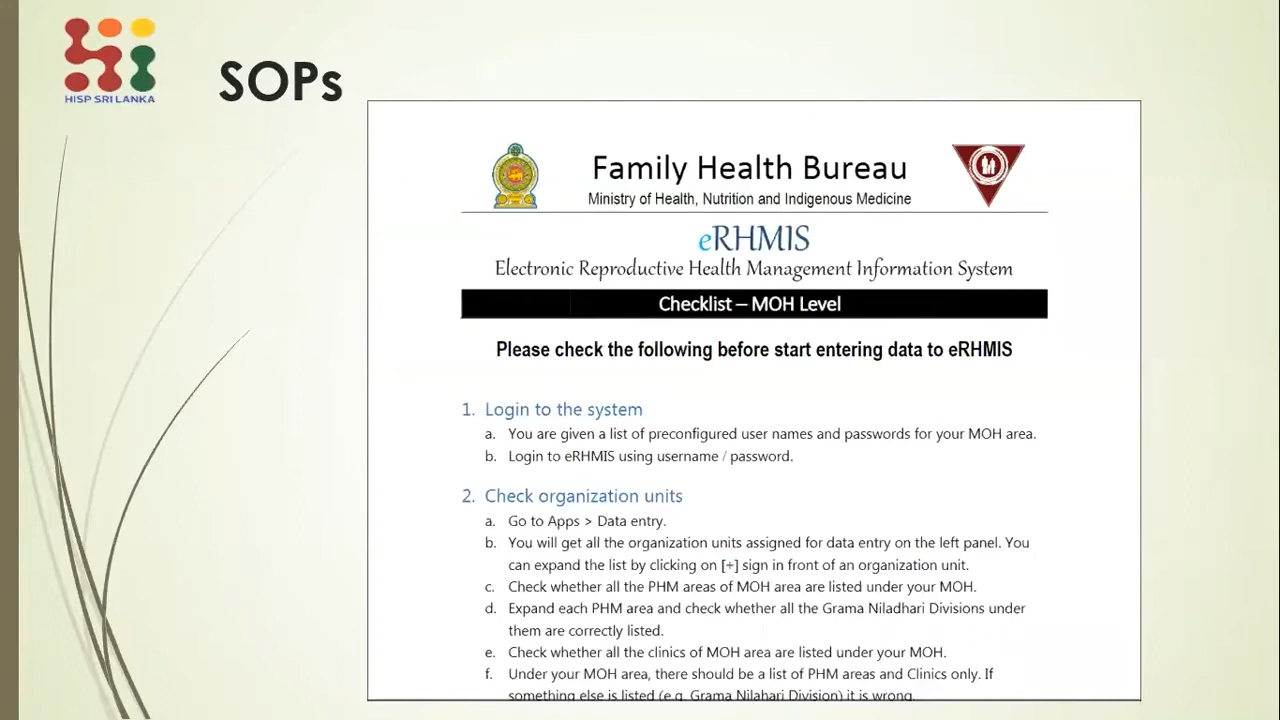 HISP SRI LANKA
SOPs
Family Health Bureau
Ministry of Health, Nutrition and Indigenous Medicine
eRHMIS
Electronic Reproductive Health Management Information System
Checklist – MOH Level
Please check the following before start entering data to eRHMIS
1. Login to the system
a. You are given a list of preconfigured user names and passwords for your MOH area.
b. Login to eRHMIS using username / password.
2. Check organization units
a. Go to Apps > Data entry.
b. You will get all the organization units assigned for data entry on the left panel. You
can expand the list by clicking on [+] sign in front of an organization unit.
c. Check whether all the PHM areas of MOH area are listed under your MOH.
d. Expand each PHM area and check whether all the Grama Niladhari Divisions under
them are correctly listed.
e. Check whether all the clinics of MOH area are listed under your MOH.
f. Under your MOH area, there should be a list of PHM areas and Clinics only. If
something else is listed (e.g. Grama Nilahari Division) it is wrong.